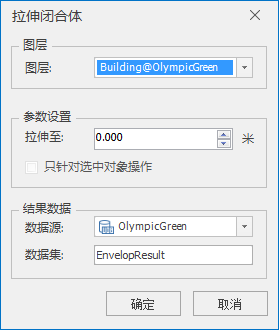 拉伸闭合体
图层
图层: Building@OlympicGreen
参数设置
拉伸至: 0.000 米
只针对选中对象操作
结果数据
数据源: OlympicGreen
数据集: EnvelopResult
确定 取消